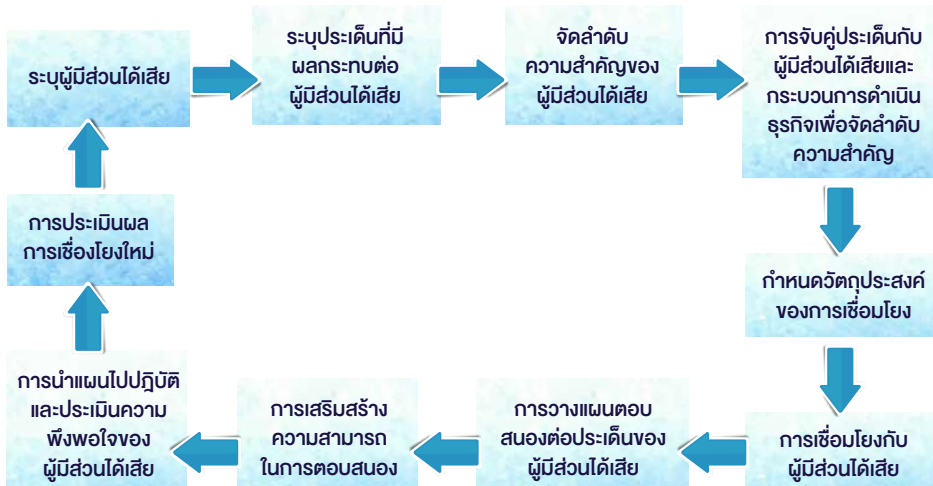 ระบุผู้มีส่วนได้เสีย
ระบุประเด็นที่มี
ผลกระทบต่อ
ผู้มีส่วนได้เสีย
จัดลำดับ
ความสำคัญของ
ผู้มีส่วนได้เสีย
การจับคู่ประเด็นกับ
ผู้มีส่วนได้เสียและ
กระบวนการดำเนิน
ธุรกิจเพื่อจัดลำดับ
ความสำคัญ
กำหนดวัตถุประสงค์
ของการเชื่อมโยง
การเชื่อมโยงกับ
ผู้มีส่วนได้เสีย
การวางแผนตอบ
สนองต่อประเด็นของ
ผู้มีส่วนได้เสีย
การเสริมสร้าง
ความสามารถ
ในการตอบสนอง
การนำแผนไปปฎิบัติ
และประเมินความ
พึงพอใจของ
ผู้มีส่วนได้เสีย
การประเมินผล
การเชื่องโยงใหม่